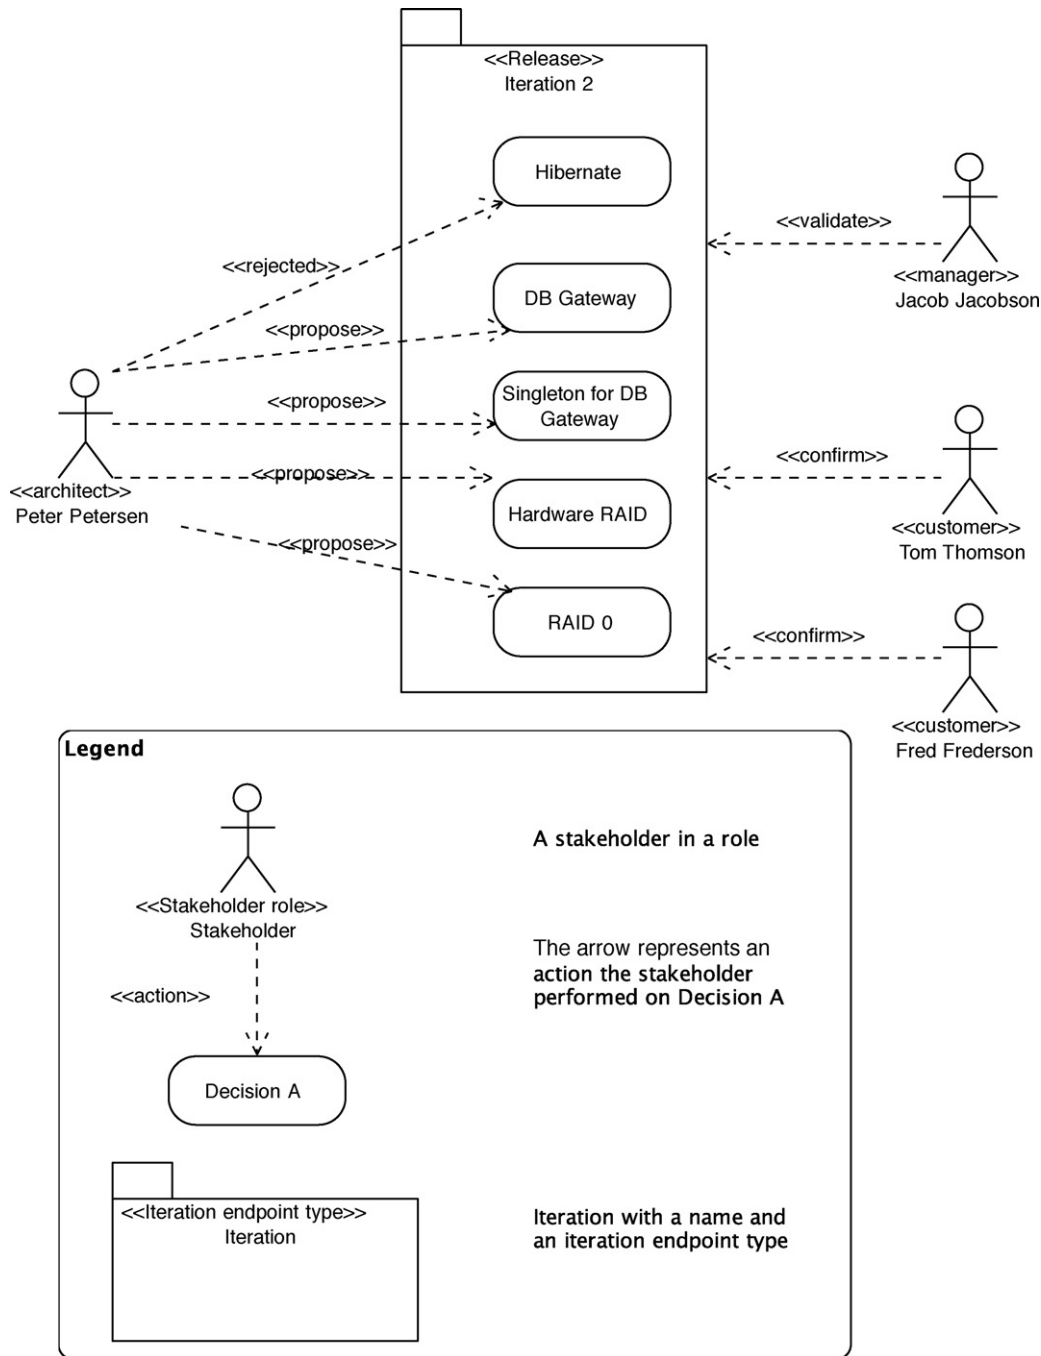 <<Release>>
Iteration 2
Hibernate
<<validate>>
<<rejected>>
<<manager>>
Jacob Jacobson
DB Gateway
<<propose>>
Singleton for DB
Gateway
<<propose>>
<<propose>>
<<confirm>>
<<architect>>
Peter Petersen
Hardware RAID
<<customer>>
Tom Thomson
<<propose>>
RAID 0
<<confirm>>
<<customer>>
Fred Frederson
Legend
A stakeholder in a role
<<Stakeholder role>>
Stakeholder
The arrow represents an
action the stakeholder
performed on Decision A
<<action>>
Decision A
<<Iteration endpoint type>>
Iteration
Iteration with a name and
an iteration endpoint type